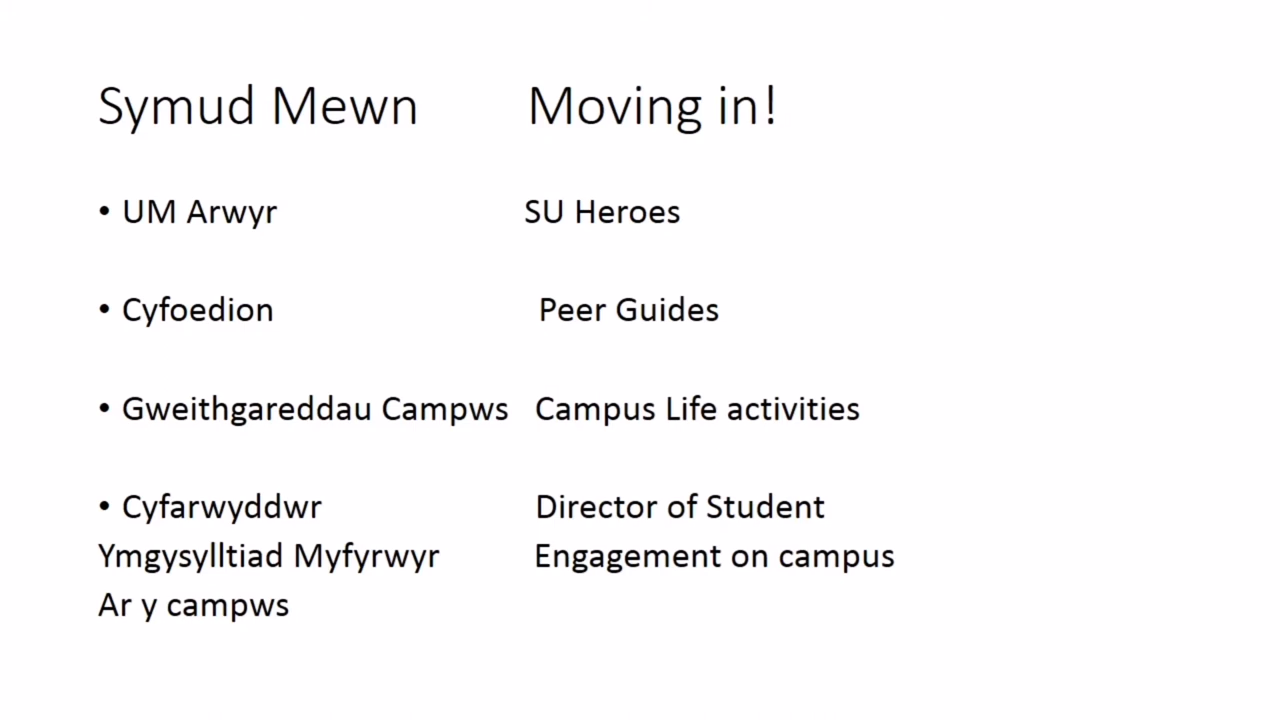 Symud Mewn Moving in!
• UM Arwyr SU Heroes
• Cyfoedion Peer Guides
• Gweithgareddau Campws Campus Life activities
• Cyfarwyddwr Director of Student
Ymgysylltiad Myfyrwyr Engagement on campus
Ar y campws